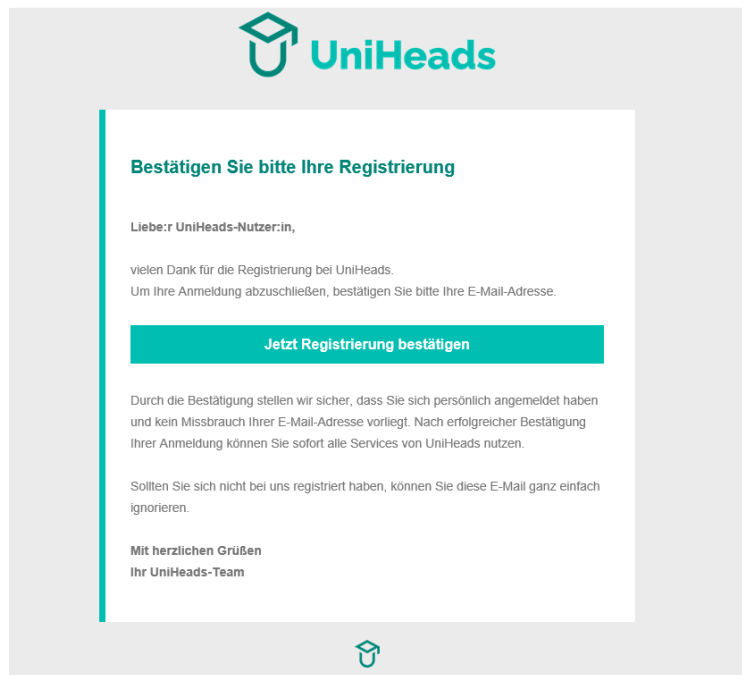 UniHeads
Bestätigen Sie bitte Ihre Registrierung
Liebe:r UniHeads-Nutzer:in,
vielen Dank für die Registrierung bei UniHeads.
Um Ihre Anmeldung abzuschließen, bestätigen Sie bitte Ihre E-Mail-Adresse.
Jetzt Registrierung bestätigen
Durch die Bestätigung stellen wir sicher, dass Sie sich persönlich angemeldet haben
und kein Missbrauch Ihrer E-Mail-Adresse vorliegt. Nach erfolgreicher Bestätigung
Ihrer Anmeldung können Sie sofort alle Services von UniHeads nutzen.
Sollten Sie sich nicht bei uns registriert haben, können Sie diese E-Mail ganz einfach
ignorieren.
Mit herzlichen Grüßen
Ihr UniHeads-Team